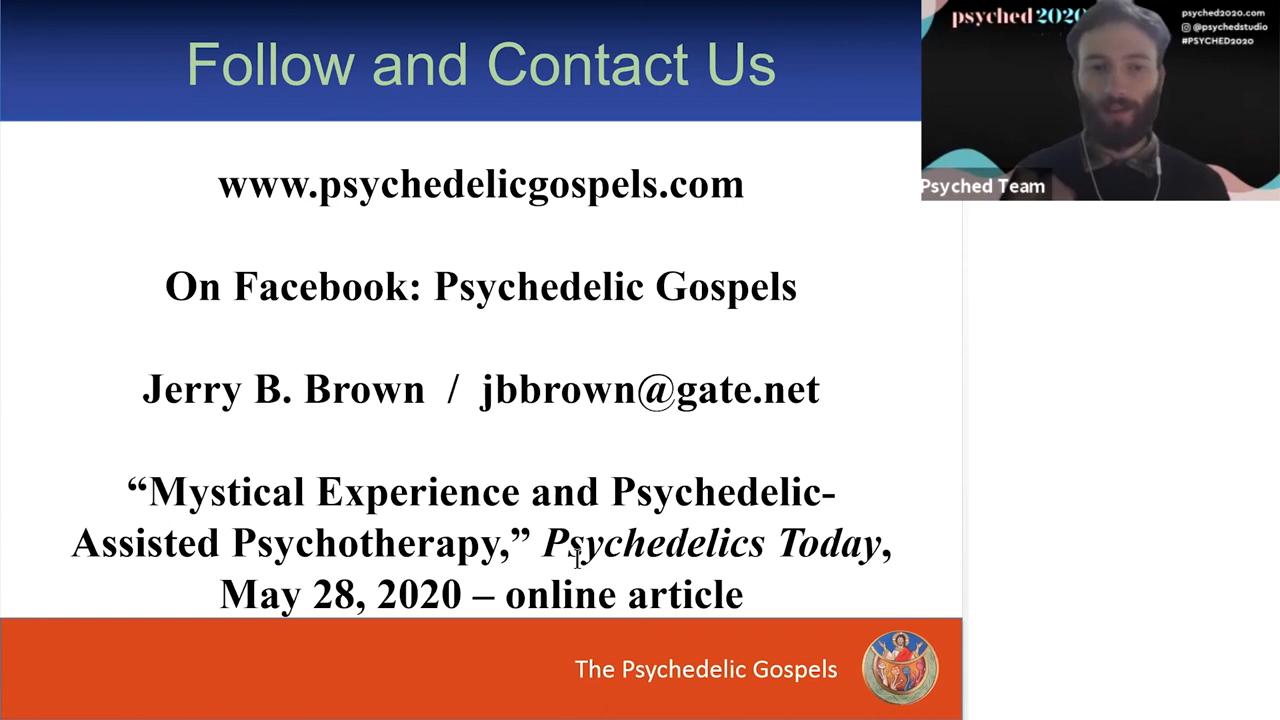 Follow and Contact Us
www.psychedelicgospels.com
On Facebook: Psychedelic Gospels
Jerry B. Brown / jbbrown@gate.net
“Mystical Experience and Psychedelic-
Assisted Psychotherapy,” Psychedelics Today,
May 28, 2020 – online article
The Psychedelic Gospels
psyched 2020
psyched2020.com
@psychedstudio
#PSYCHED2020
Psyched Team